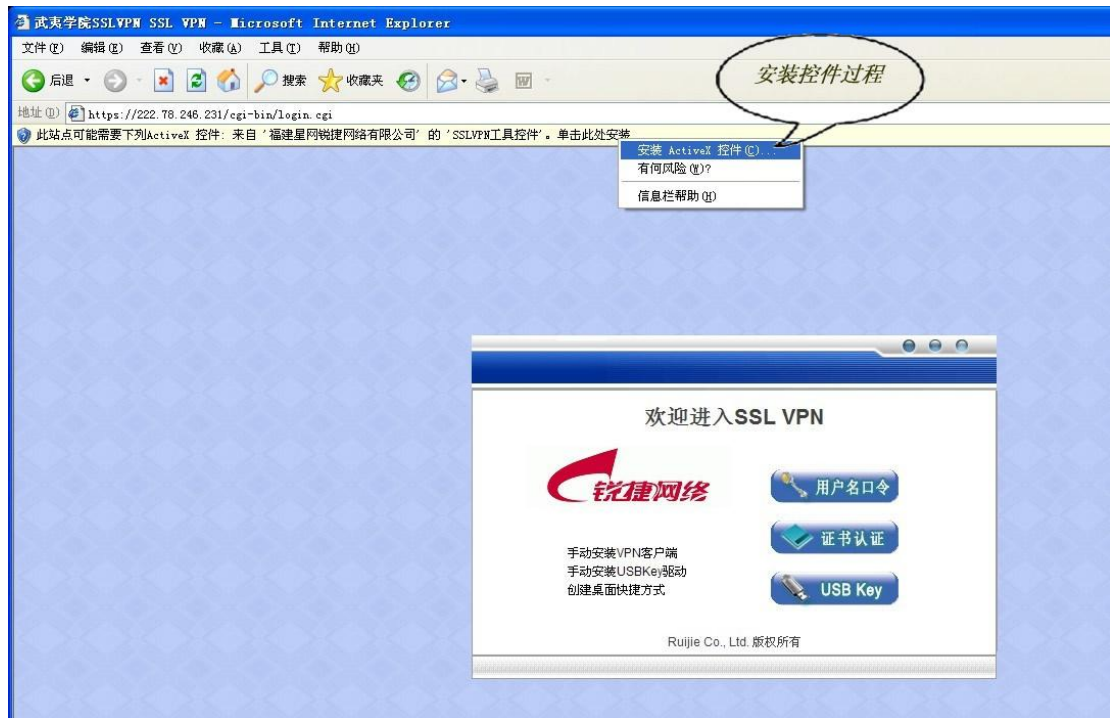 武夷学院SSLVPN SSL VPN - Microsoft Internet Explorer
文件(F) 编辑(E) 查看(V) 收藏(A) 工具(T) 帮助(H)
后退 搜索 收藏夹
安装控件过程
地址(D) https://222.78.246.231/cgi-bin/login.cgi
此站点可能需要下列ActiveX 控件: 来自 '福建星网锐捷网络有限公司' 的 'SSLVPN工具控件'。单击此处安装
安装 ActiveX 控件(C)...
有何风险(W)?
信息栏帮助(H)
欢迎进入SSL VPN
锐捷网络
用户名口令
证书认证
USB Key
手动安装VPN客户端
手动安装USBKey驱动
创建桌面快捷方式
Ruijie Co., Ltd. 版权所有